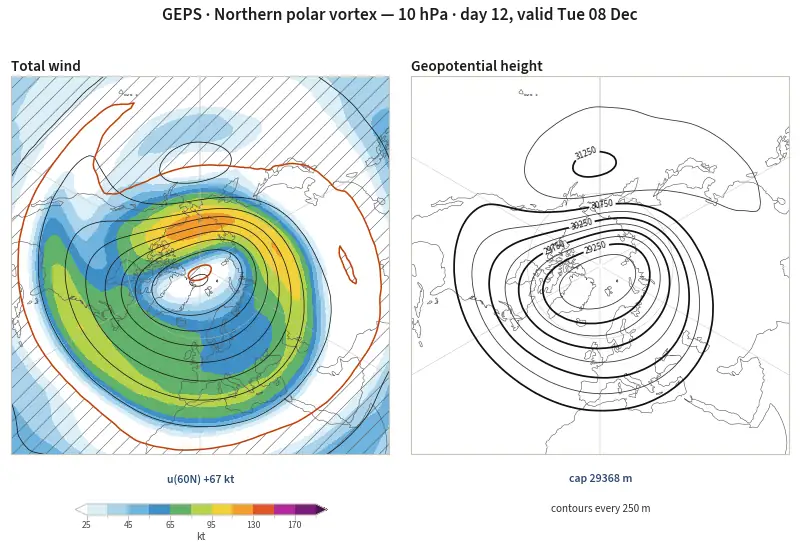 GEPS · Northern polar vortex — 10 hPa · day 12, valid Tue 08 Dec
Total wind
Geopotential height
31250
30750
30250
29750
29250
u(60N) +67 kt
cap 29368 m
contours every 250 m
25 45 65 95 130 170
kt